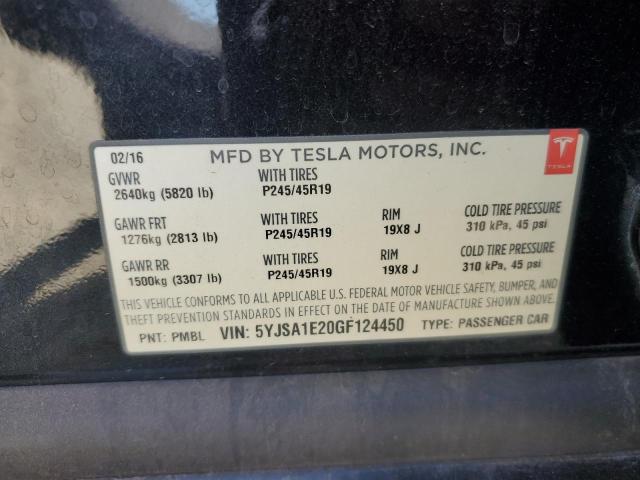 02/16 MFD BY TESLA MOTORS, INC.
GVWR WITH TIRES
2640kg (5820 lb) P245/45R19
GAWR FRT WITH TIRES RIM COLD TIRE PRESSURE
1276kg (2813 lb) P245/45R19 19X8 J 310 kPa, 45 psi
GAWR RR WITH TIRES RIM COLD TIRE PRESSURE
1500kg (3307 lb) P245/45R19 19X8 J 310 kPa, 45 psi
THIS VEHICLE CONFORMS TO ALL APPLICABLE U.S. FEDERAL MOTOR VEHICLE SAFETY, BUMPER, AND
THEFT PREVENTION STANDARDS IN EFFECT ON THE DATE OF MANUFACTURE SHOWN ABOVE.
PNT: PMBL VIN: 5YJSA1E20GF124450 TYPE: PASSENGER CAR